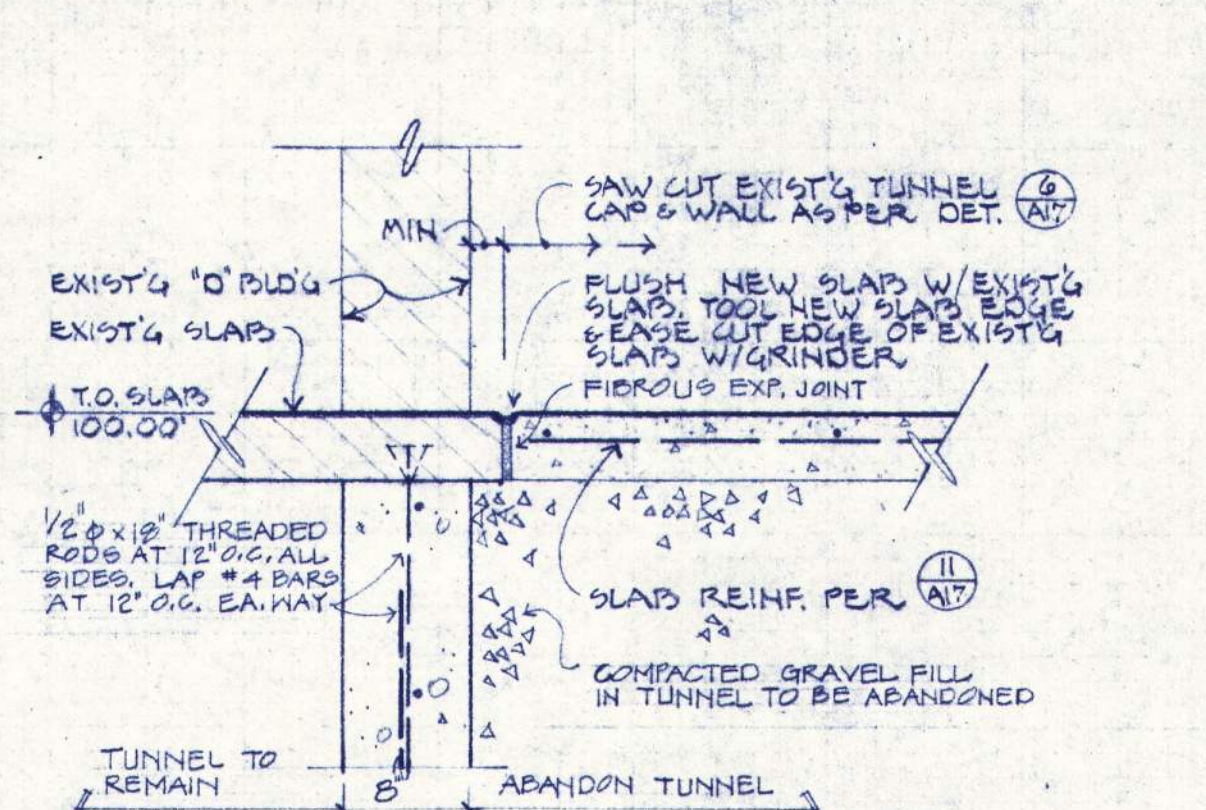 SAW CUT EXIST'G TUNNEL
CAP & WALL AS PER DET. 6
A17
MIN
EXIST'G "D" BLD'G
EXIST'G SLAB
FLUSH NEW SLAB W/EXIST'G
SLAB. TOOL NEW SLAB EDGE
& EASE CUT EDGE OF EXIST'G
SLAB W/GRINDER
FIBROUS EXP. JOINT
T.O. SLAB
100.00'
1/2"φ x 18" THREADED
RODS AT 12" O.C. ALL
SIDES. LAP #4 BARS
AT 12" O.C. EA. WAY
SLAB REINF. PER 11
A17
COMPACTED GRAVEL FILL
IN TUNNEL TO BE ABANDONED
TUNNEL TO
REMAIN
8"
ABANDON TUNNEL